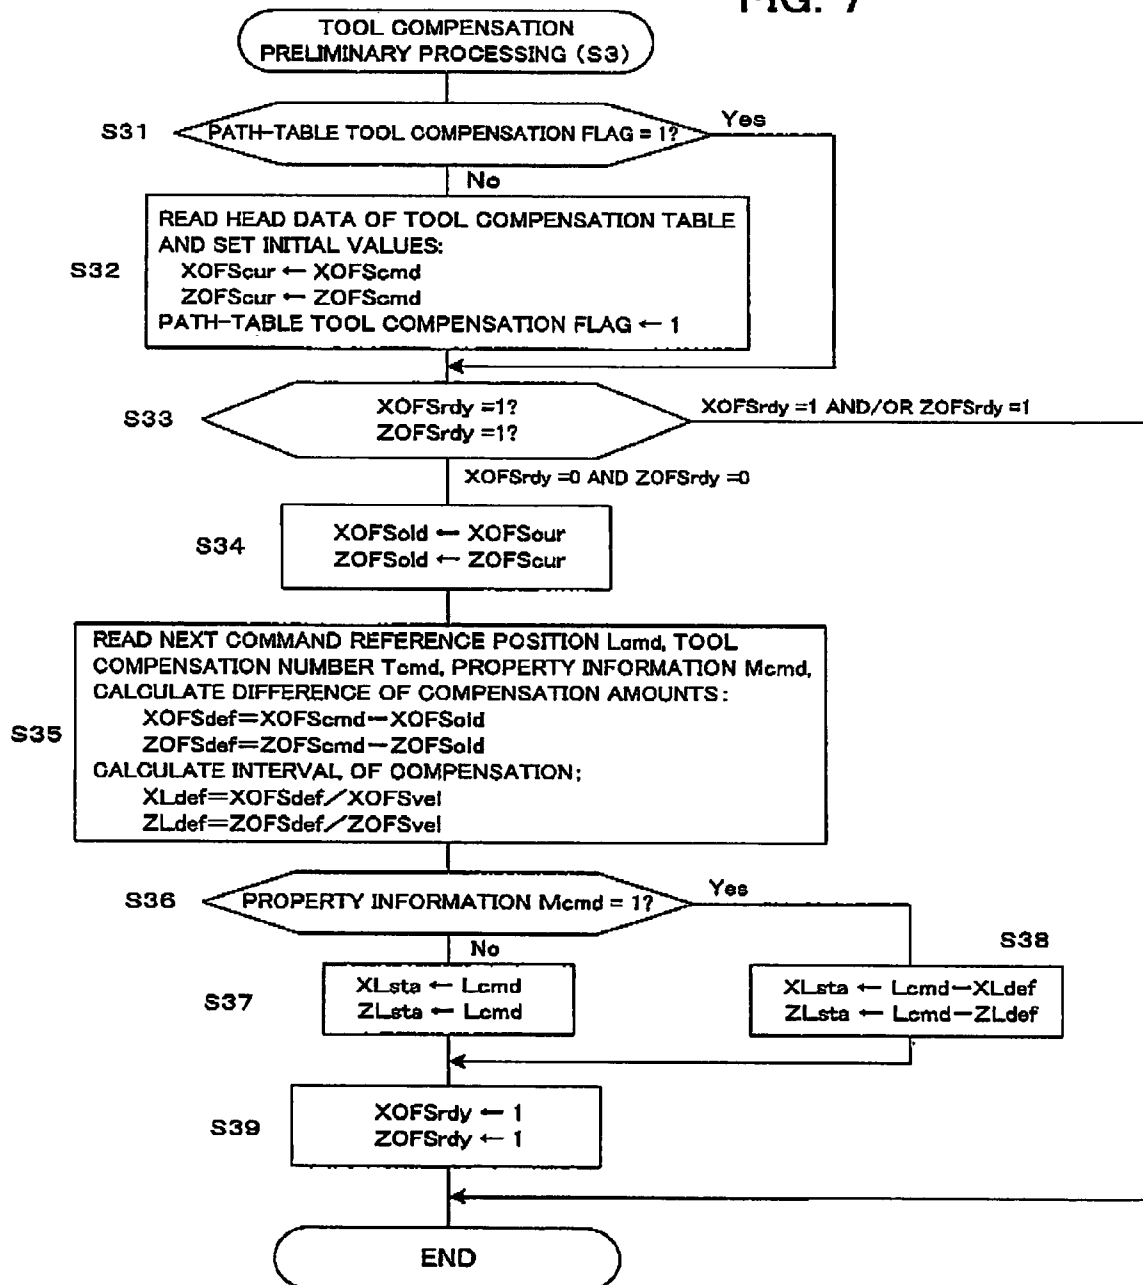 FIG. 7
TOOL COMPENSATION
PRELIMINARY PROCESSING (S3)
S31
PATH-TABLE TOOL COMPENSATION FLAG = 1?
Yes
No
S32
READ HEAD DATA OF TOOL COMPENSATION TABLE
AND SET INITIAL VALUES:
XOFScur ← XOFScmd
ZOFScur ← ZOFScmd
PATH-TABLE TOOL COMPENSATION FLAG ← 1
S33
XOFSrdy =1?
ZOFSrdy =1?
XOFSrdy =1 AND/OR ZOFSrdy =1
XOFSrdy =0 AND ZOFSrdy =0
S34
XOFSold ← XOFScur
ZOFSold ← ZOFScur
S35
READ NEXT COMMAND REFERENCE POSITION Lcmd, TOOL
COMPENSATION NUMBER Tcmd, PROPERTY INFORMATION Mcmd,
CALCULATE DIFFERENCE OF COMPENSATION AMOUNTS:
XOFSdef=XOFScmd-XOFSold
ZOFSdef=ZOFScmd-ZOFSold
CALCULATE INTERVAL OF COMPENSATION:
XLdef=XOFSdef/XOFSvel
ZLdef=ZOFSdef/ZOFSvel
S36
PROPERTY INFORMATION Mcmd = 1?
Yes
No
S37
XLsta ← Lcmd
ZLsta ← Lcmd
S38
XLsta ← Lcmd-XLdef
ZLsta ← Lcmd-ZLdef
S39
XOFSrdy ← 1
ZOFSrdy ← 1
END